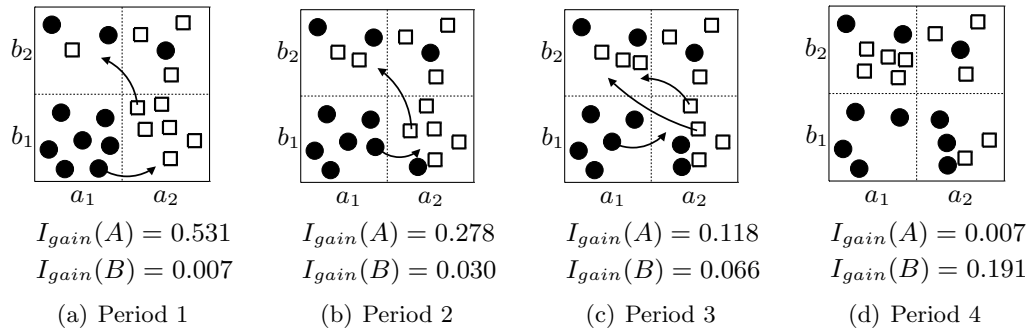 b₂
b₁
a₁ a₂
I_gain(A) = 0.531
I_gain(B) = 0.007
(a) Period 1
b₂
b₁
a₁ a₂
I_gain(A) = 0.278
I_gain(B) = 0.030
(b) Period 2
b₂
b₁
a₁ a₂
I_gain(A) = 0.118
I_gain(B) = 0.066
(c) Period 3
b₂
b₁
a₁ a₂
I_gain(A) = 0.007
I_gain(B) = 0.191
(d) Period 4